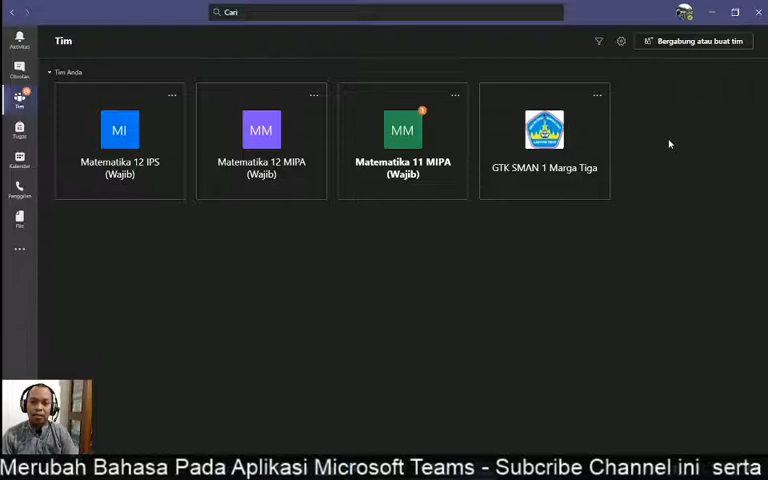 Cari
Aktivitas
Tim
Bergabung atau buat tim
Obrolan
Tim Anda
Tim
MI
MM
MM
Matematika 12 IPS
(Wajib)
Matematika 12 MIPA
(Wajib)
Matematika 11 MIPA
(Wajib)
GTK SMAN 1 Marga Tiga
Tugas
Kalender
Panggilan
File
Merubah Bahasa Pada Aplikasi Microsoft Teams - Subcribe Channel ini serta